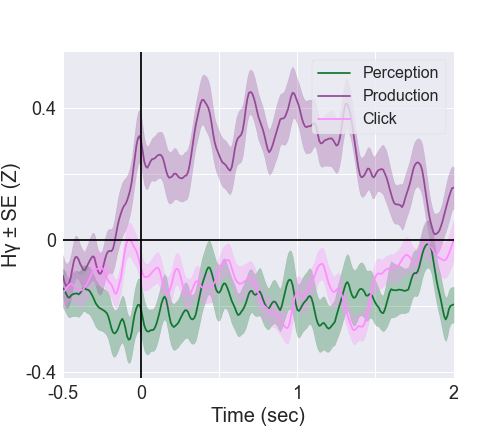 Perception
Production
Click
0.4
0
-0.4
Hγ ± SE (Z)
-0.5
0
1
2
Time (sec)